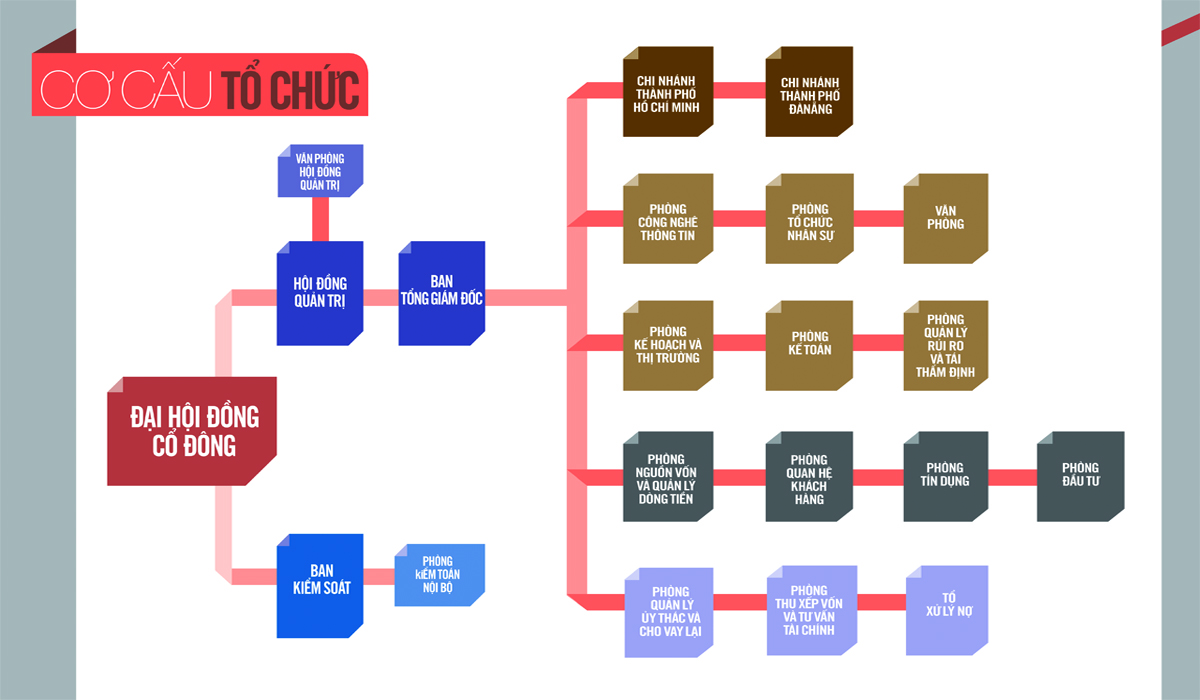 CƠ CẤU TỔ CHỨC
VĂN PHÒNG
HỘI ĐỒNG
QUẢN TRỊ
HỘI ĐỒNG
QUẢN TRỊ
BAN
TỔNG GIÁM ĐỐC
ĐẠI HỘI ĐỒNG
CỔ ĐÔNG
BAN
KIỂM SOÁT
PHÒNG
KIỂM TOÁN
NỘI BỘ
CHI NHÁNH
THÀNH PHỐ
HỒ CHÍ MINH
CHI NHÁNH
THÀNH PHỐ
ĐÀNẴNG
PHÒNG
CÔNG NGHỆ
THÔNG TIN
PHÒNG
TỔ CHỨC
NHÂN SỰ
VĂN
PHÒNG
PHÒNG
KẾ HOẠCH VÀ
THỊ TRƯỜNG
PHÒNG
KẾ TOÁN
PHÒNG
QUẢN LÝ
RỦI RO
VÀ TÁI
THẨM ĐỊNH
PHÒNG
NGUỒN VỐN
VÀ QUẢN LÝ
DÒNG TIỀN
PHÒNG
QUAN HỆ
KHÁCH
HÀNG
PHÒNG
TÍN DỤNG
PHÒNG
ĐẦU TƯ
PHÒNG
QUẢN LÝ
ỦY THÁC VÀ
CHO VAY LẠI
PHÒNG
THU XẾP VỐN
VÀ TƯ VẤN
TÀI CHÍNH
TỔ
XỬ LÝ NỢ